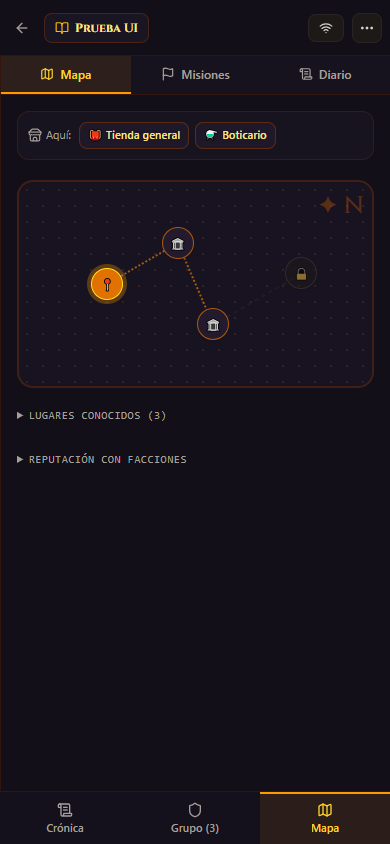 Prueba UI
Mapa
Misiones
Diario
Aquí:
Tienda general
Boticario
N
LUGARES CONOCIDOS (3)
REPUTACIÓN CON FACCIONES
Crónica
Grupo (3)
Mapa